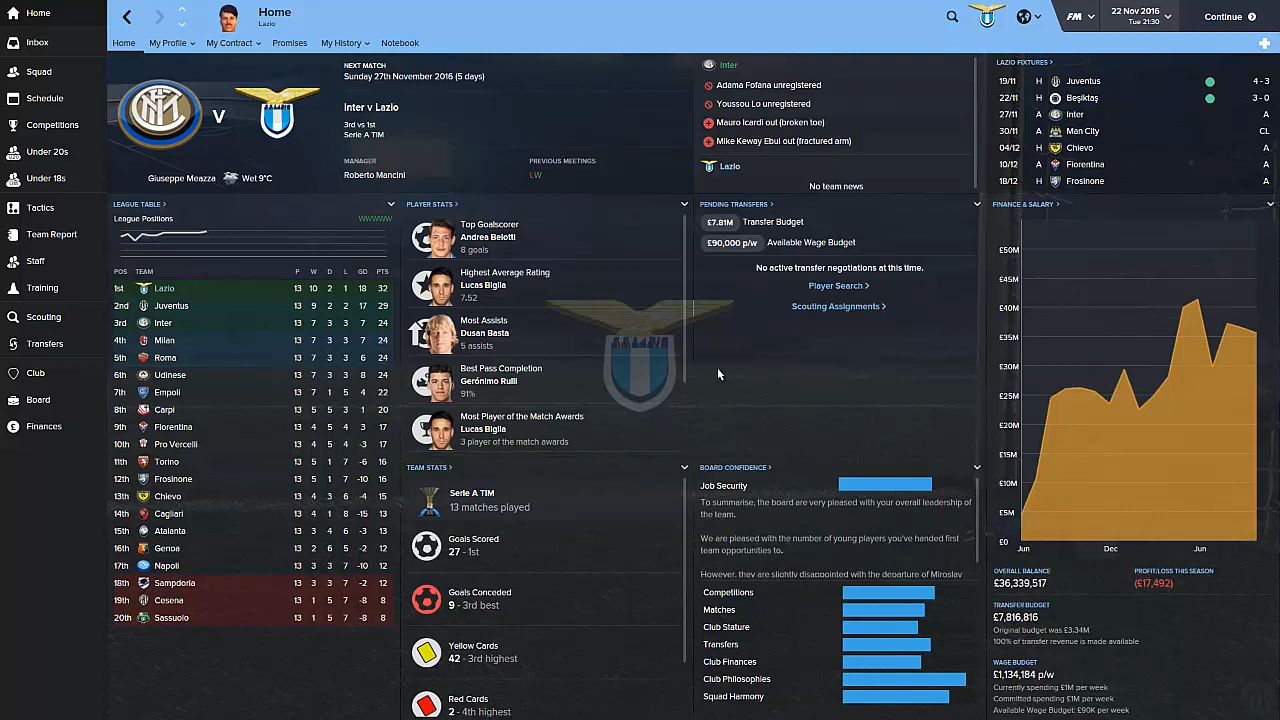 Home
Inbox
Squad
Schedule
Competitions
Under 20s
Under 18s
Tactics
Team Report
Staff
Training
Scouting
Transfers
Club
Board
Finances
Home
Lazio
FM
22 Nov 2016
Tue 21:30
Continue
Home
My Profile
My Contract
Promises
My History
Notebook
NEXT MATCH
Sunday 27th November 2016 (5 days)
Inter v Lazio
3rd vs 1st
Serie A TIM
V
MANAGER
Roberto Mancini
PREVIOUS MEETINGS
LW
Giuseppe Meazza
Wet 9°C
Inter
Adama Fofana unregistered
Youssou Lo unregistered
Mauro Icardi out (broken toe)
Mike Keway Ebui out (fractured arm)
Lazio
No team news
LAZIO FIXTURES >
19/11 H Juventus 4 - 3
22/11 H Beşiktaş 3 - 0
27/11 A Inter A
30/11 A Man City CL
04/12 H Chievo A
10/12 A Fiorentina A
18/12 H Frosinone A
LEAGUE TABLE >
League Positions
WWWWW
POS TEAM P W D L GD PTS
1st Lazio 13 10 2 1 18 32
2nd Juventus 13 9 2 2 17 29
3rd Inter 13 7 3 3 7 24
4th Milan 13 7 3 3 7 24
5th Roma 13 7 3 3 6 24
6th Udinese 13 7 3 3 8 24
7th Empoli 13 7 1 5 4 22
8th Carpi 13 5 5 3 1 20
9th Fiorentina 13 4 5 4 3 17
10th Pro Vercelli 13 4 5 4 -3 17
11th Torino 13 5 1 7 -6 16
12th Frosinone 13 5 1 7 -10 16
13th Chievo 13 4 3 6 -4 15
14th Cagliari 13 4 1 8 -15 13
15th Atalanta 13 3 4 6 -3 13
16th Genoa 13 2 6 5 -2 12
17th Napoli 13 3 3 7 -10 12
18th Sampdoria 13 3 3 7 -2 12
19th Cesena 13 1 5 7 -8 8
20th Sassuolo 13 1 5 7 -8 8
PLAYER STATS >
Top Goalscorer
Andrea Belotti
8 goals
Highest Average Rating
Lucas Biglia
7.52
Most Assists
Dusan Basta
5 assists
Best Pass Completion
Gerónimo Rulli
91%
Most Player of the Match Awards
Lucas Biglia
3 player of the match awards
TEAM STATS >
Serie A TIM
13 matches played
Goals Scored
27 - 1st
Goals Conceded
9 - 3rd best
Yellow Cards
42 - 3rd highest
Red Cards
2 - 4th highest
PENDING TRANSFERS >
£7.81M Transfer Budget
£90,000 p/w Available Wage Budget
No active transfer negotiations at this time.
Player Search >
Scouting Assignments >
BOARD CONFIDENCE >
Job Security
To summarise, the board are very pleased with your overall leadership of
the team.
We are pleased with the number of young players you've handed first
team opportunities to.
However, they are slightly disappointed with the departure of Miroslav
Competitions
Matches
Club Stature
Transfers
Club Finances
Club Philosophies
Squad Harmony
FINANCE & SALARY >
£50M
£45M
£40M
£35M
£30M
£25M
£20M
£15M
£10M
£5M
£0
Jun Dec Jun
OVERALL BALANCE
£36,339,517
PROFIT/LOSS THIS SEASON
(£17,492)
TRANSFER BUDGET
£7,816,816
Original budget was £3.34M
100% of transfer revenue is made available
WAGE BUDGET
£1,134,184 p/w
Currently spending £1M per week
Committed spending £1M per week
Available Wage Budget: £90K per week